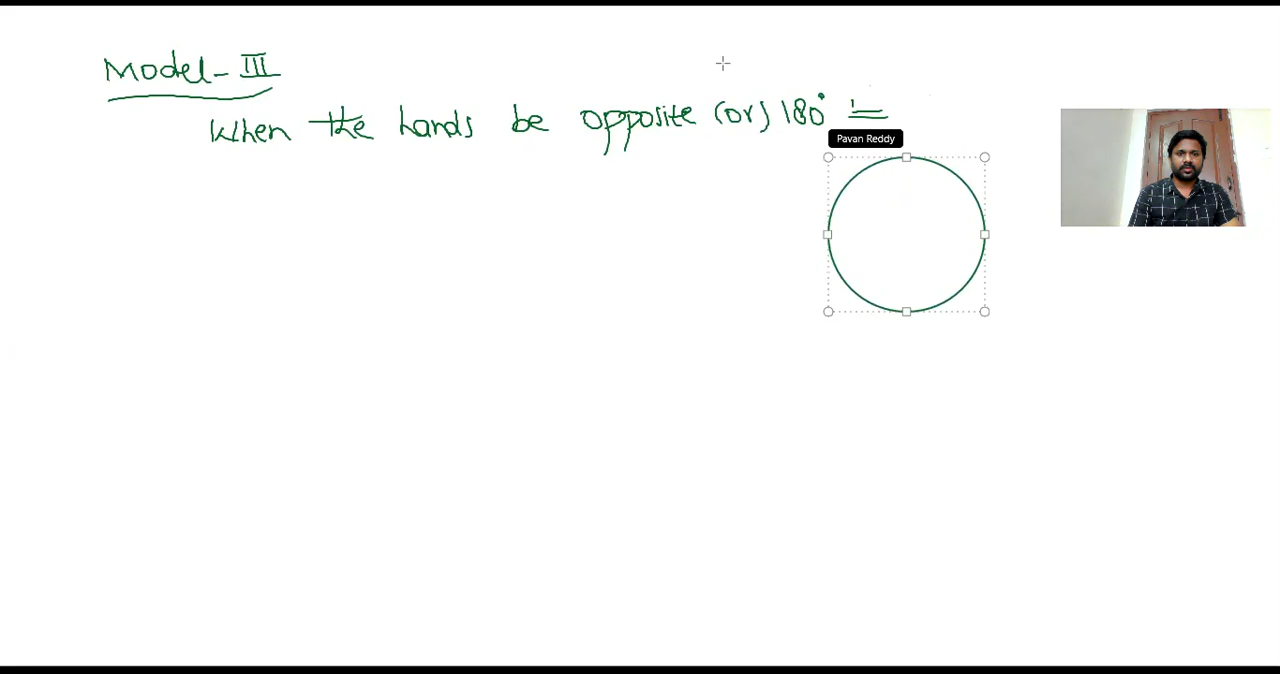 Model - III
When the hands be opposite (or) 180° :=
Pavan Reddy